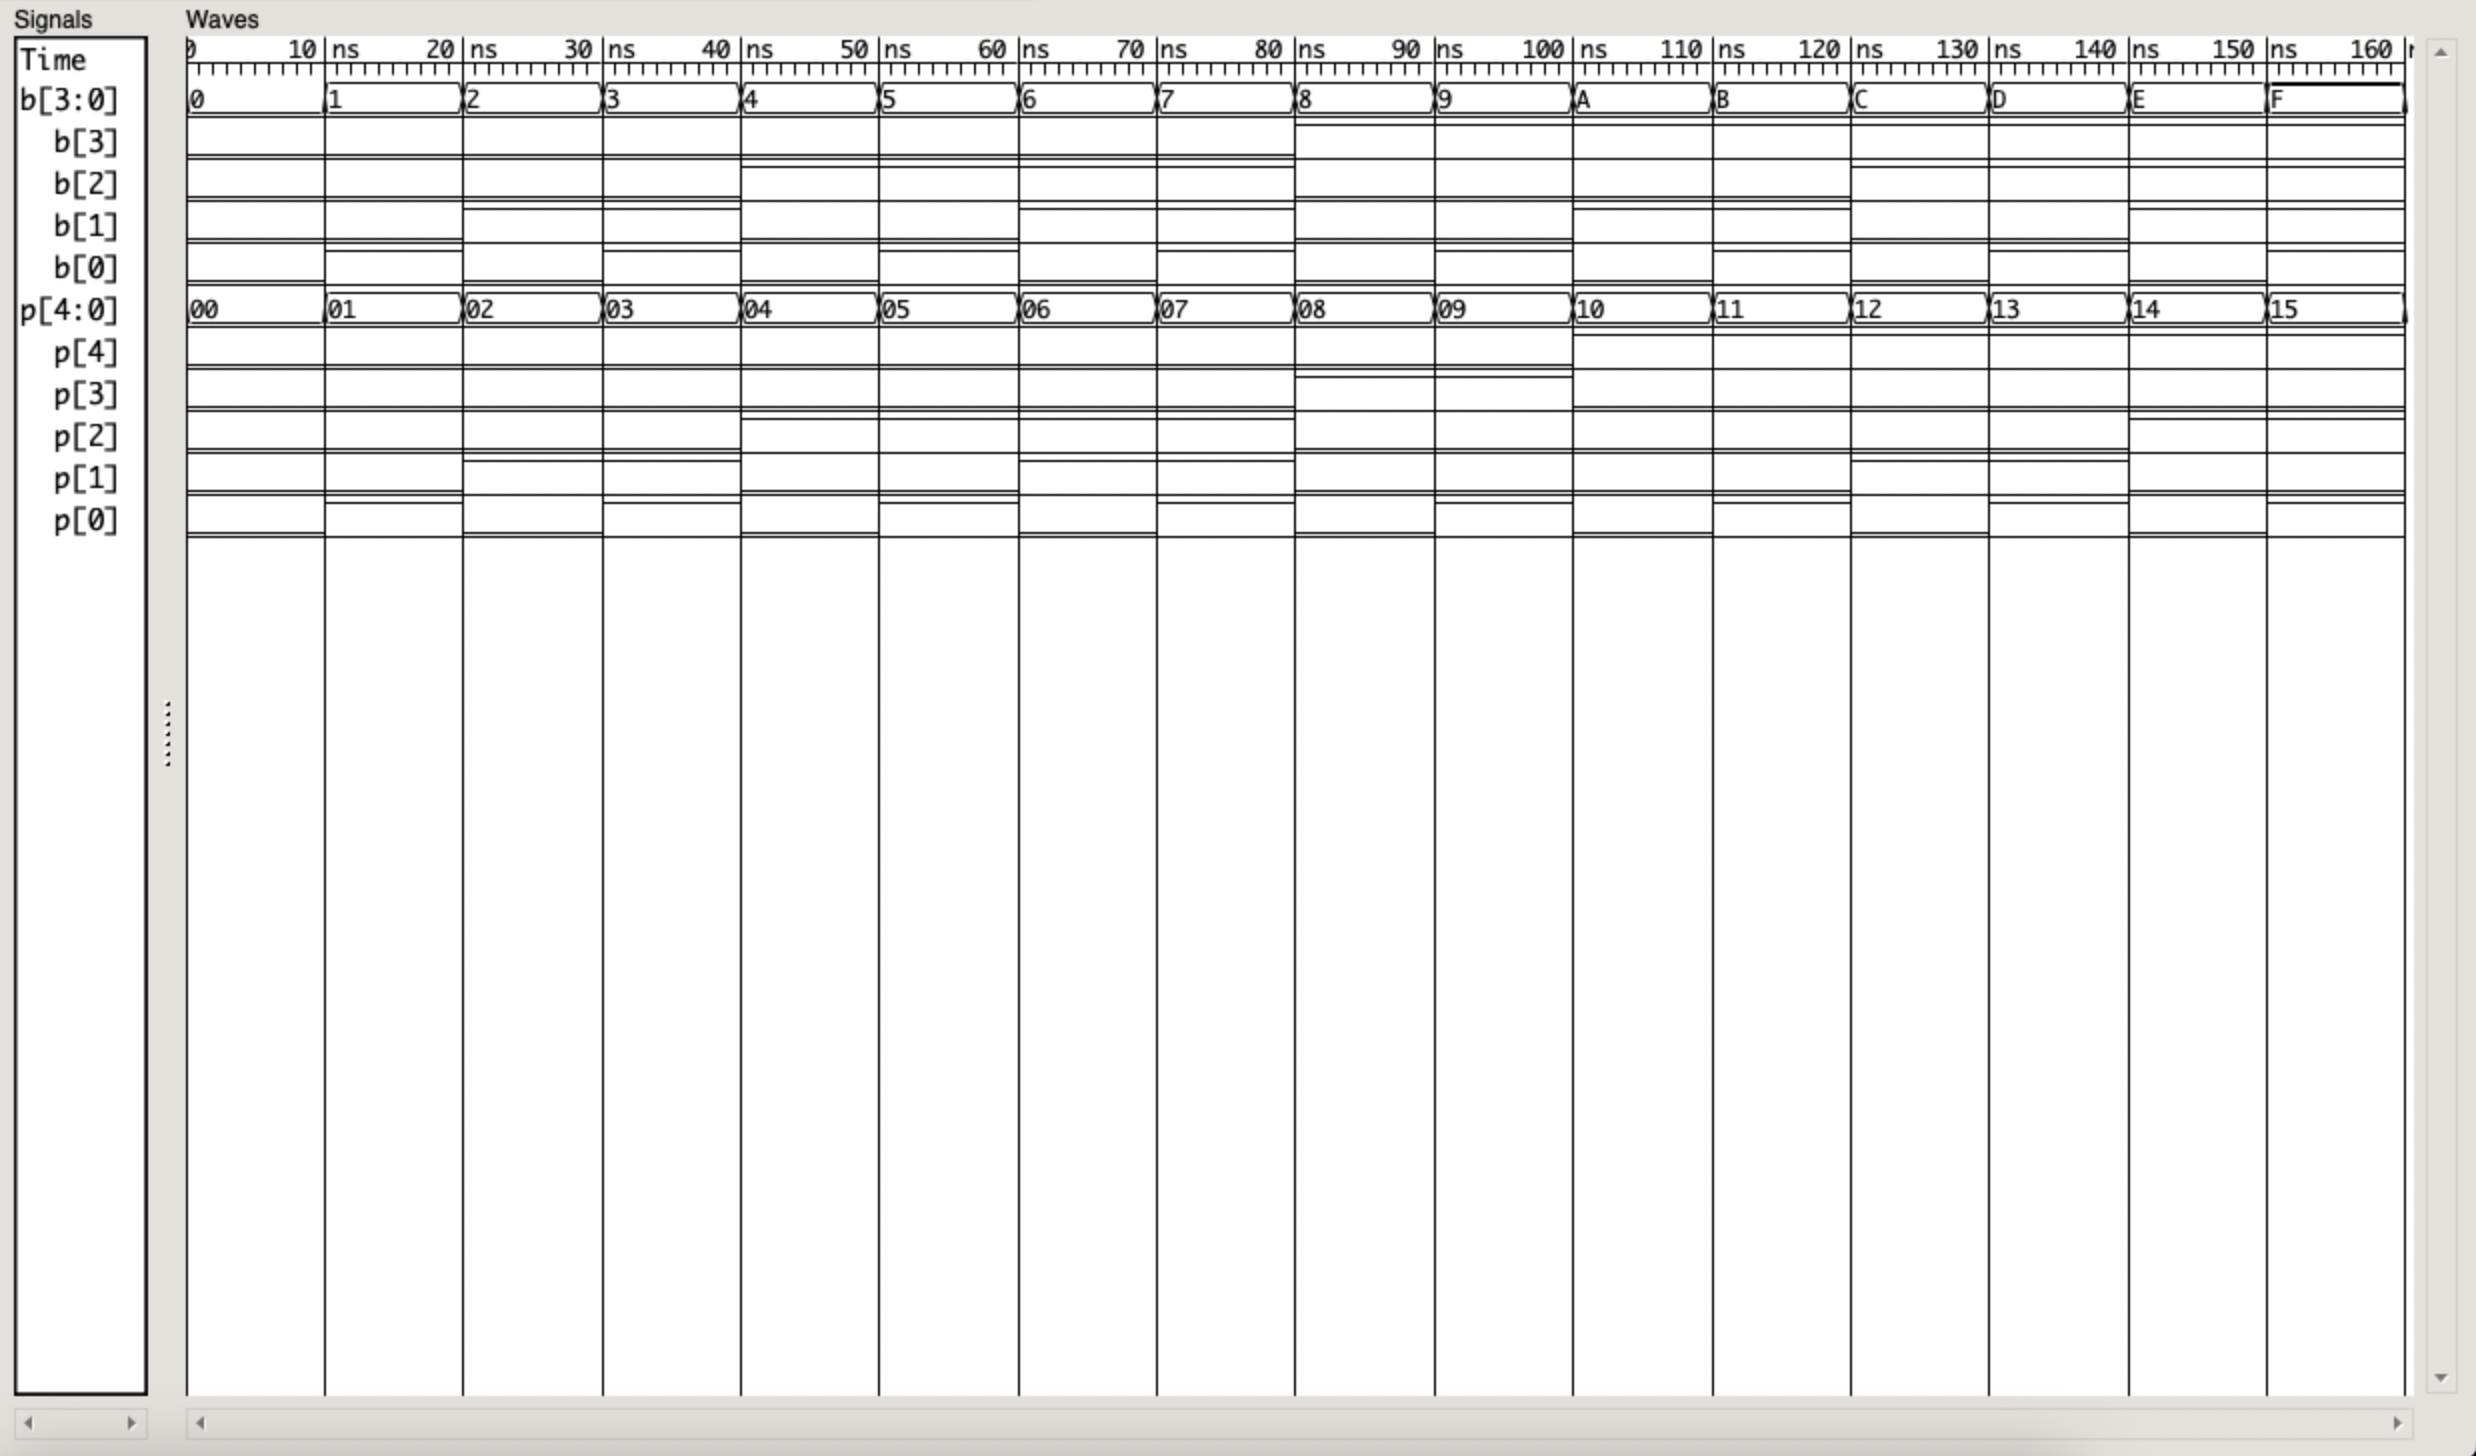 Signals Waves
Time 0 10 ns 20 ns 30 ns 40 ns 50 ns 60 ns 70 ns 80 ns 90 ns 100 ns 110 ns 120 ns 130 ns 140 ns 150 ns 160
b[3:0] 0 1 2 3 4 5 6 7 8 9 A B C D E F
b[3]
b[2]
b[1]
b[0]
p[4:0] 00 01 02 03 04 05 06 07 08 09 10 11 12 13 14 15
p[4]
p[3]
p[2]
p[1]
p[0]